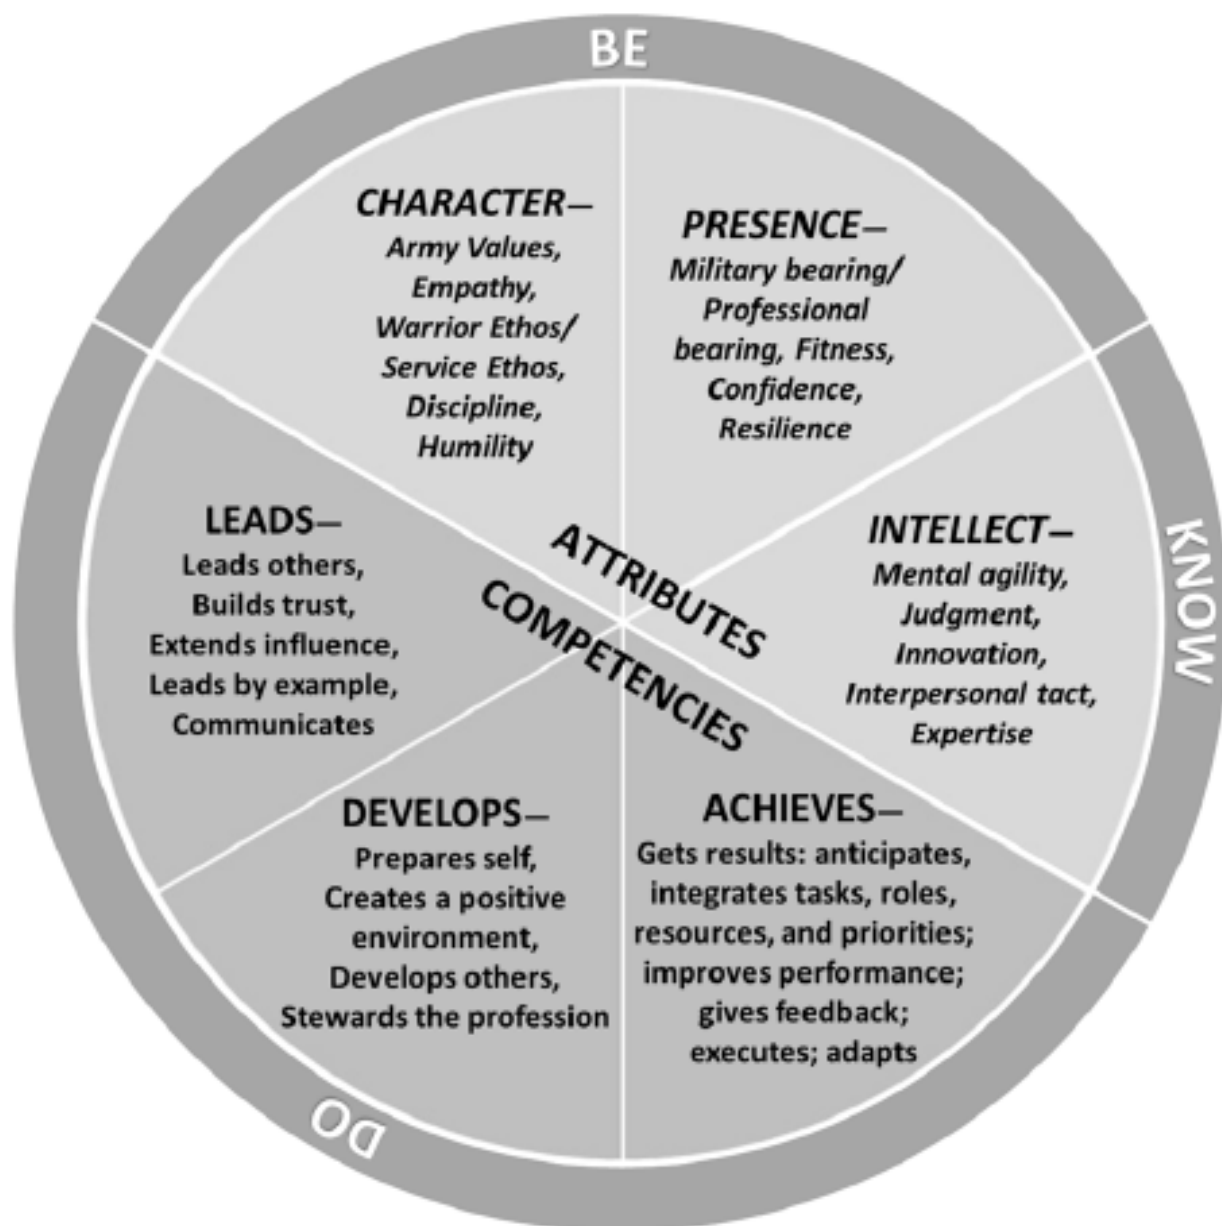 BE
CHARACTER—
Army Values,
Empathy,
Warrior Ethos/
Service Ethos,
Discipline,
Humility
PRESENCE—
Military bearing/
Professional
bearing, Fitness,
Confidence,
Resilience
KNOW
INTELLECT—
Mental agility,
Judgment,
Innovation,
Interpersonal tact,
Expertise
ATTRIBUTES
COMPETENCIES
LEADS—
Leads others,
Builds trust,
Extends influence,
Leads by example,
Communicates
DEVELOPS—
Prepares self,
Creates a positive
environment,
Develops others,
Stewards the profession
ACHIEVES—
Gets results: anticipates,
integrates tasks, roles,
resources, and priorities;
improves performance;
gives feedback;
executes; adapts
DO